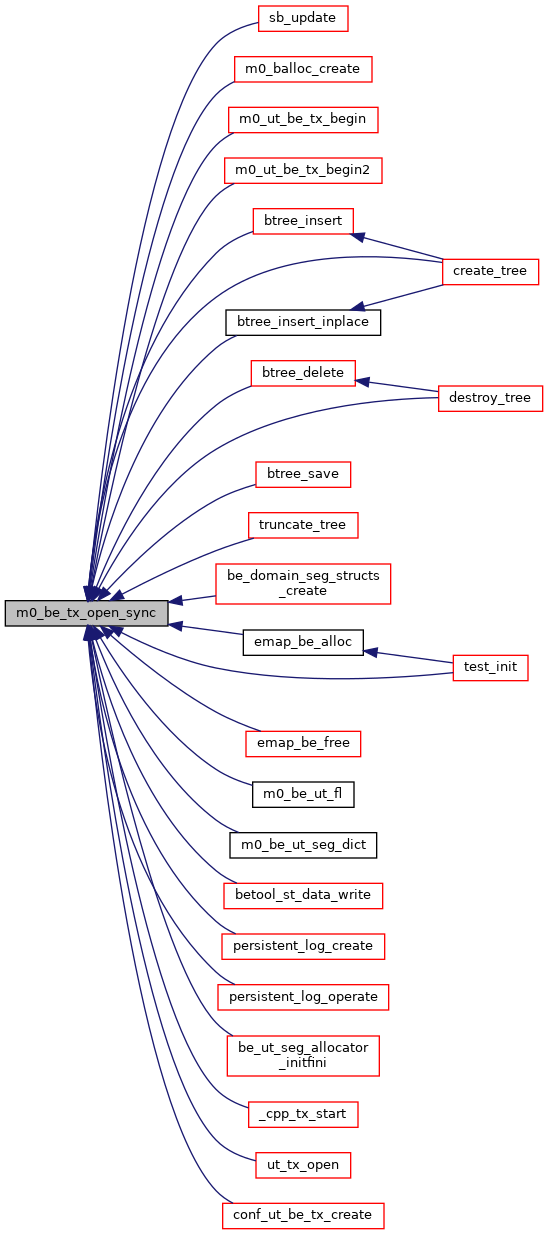 sb_update
m0_balloc_create
m0_ut_be_tx_begin
m0_ut_be_tx_begin2
btree_insert
create_tree
btree_insert_inplace
btree_delete
destroy_tree
btree_save
truncate_tree
be_domain_seg_structs
_create
m0_be_tx_open_sync
emap_be_alloc
test_init
emap_be_free
m0_be_ut_fl
m0_be_ut_seg_dict
betool_st_data_write
persistent_log_create
persistent_log_operate
be_ut_seg_allocator
_initfini
_cpp_tx_start
ut_tx_open
conf_ut_be_tx_create